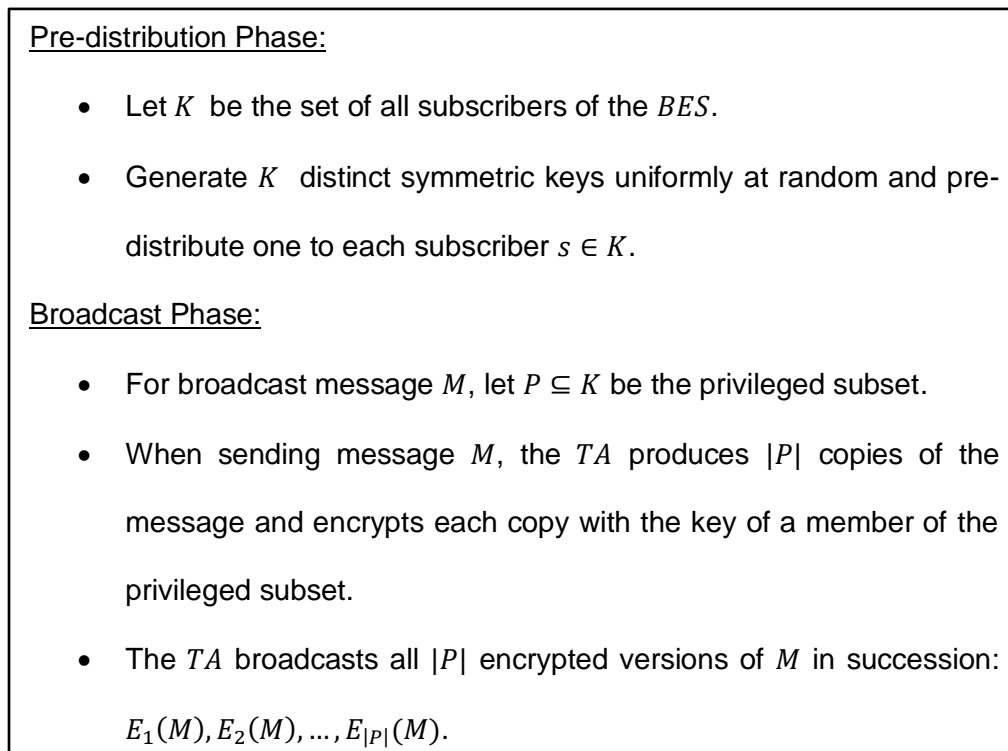 Pre-distribution Phase:
• Let K be the set of all subscribers of the BES.
• Generate K distinct symmetric keys uniformly at random and pre-
distribute one to each subscriber s ∈ K.
Broadcast Phase:
• For broadcast message M, let P ⊆ K be the privileged subset.
• When sending message M, the TA produces |P| copies of the
message and encrypts each copy with the key of a member of the
privileged subset.
• The TA broadcasts all |P| encrypted versions of M in succession:
E₁(M), E₂(M), … , E|P|(M).